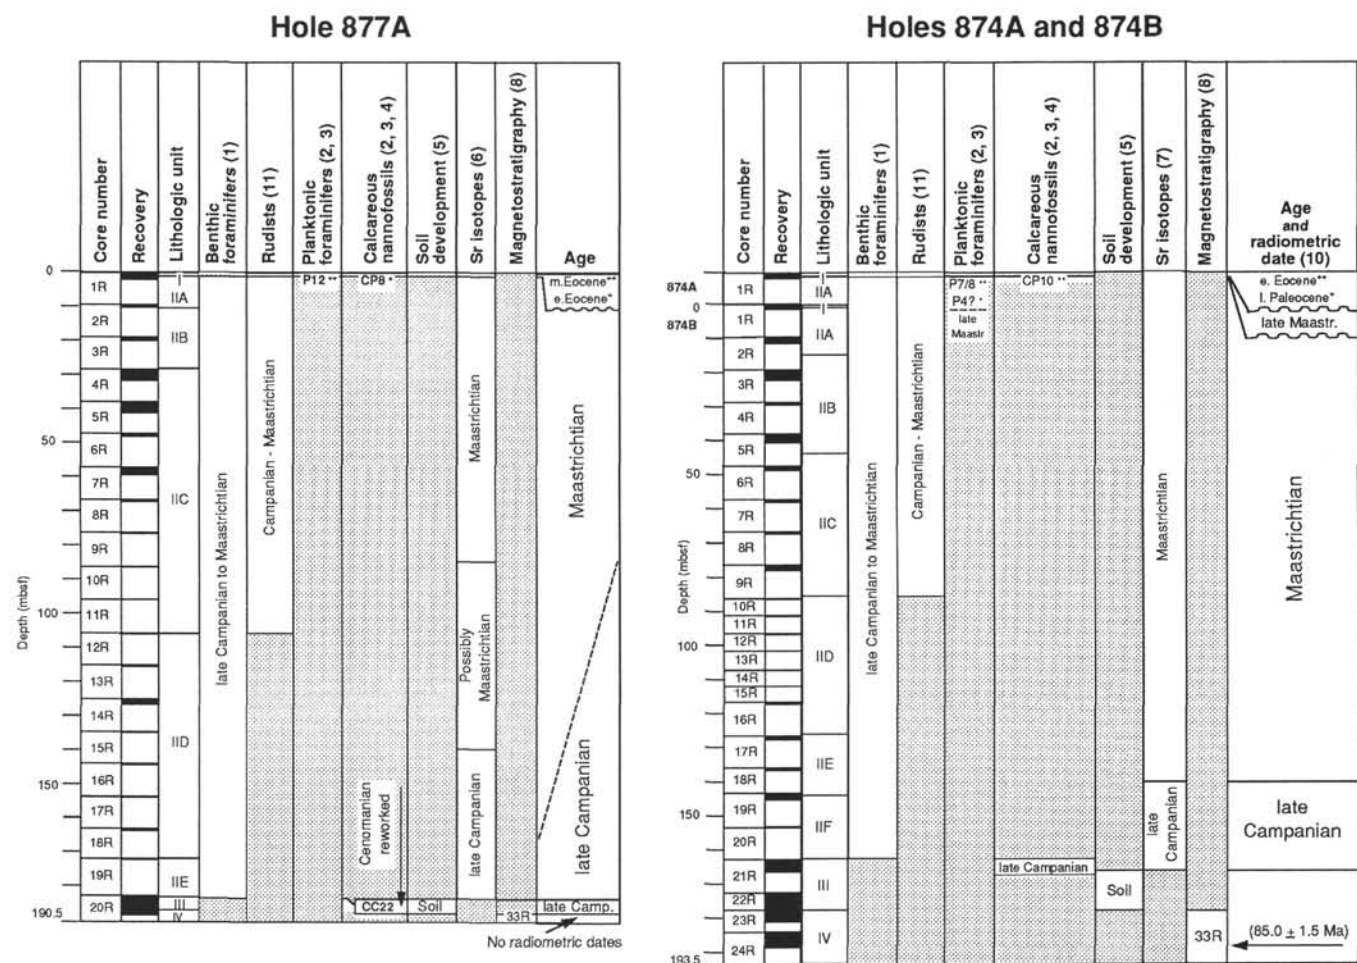 Hole 877A
Core number
Recovery
Lithologic unit
Benthic
foraminifers (1)
Rudists (11)
Planktonic
foraminifers (2, 3)
Calcareous
nannofossils (2, 3, 4)
Soil
development (5)
Sr isotopes (6)
Magnetostratigraphy (8)
Age
Depth (mbsf)
0
50
100
150
190.5
1R
2R
3R
4R
5R
6R
7R
8R
9R
10R
11R
12R
13R
14R
15R
16R
17R
18R
19R
20R
I
IIA
IIB
IIC
IID
IIE
III
IV
late Campanian to Maastrichtian
Campanian - Maastrichtian
P12 **
CP8 *
Cenomanian
reworked
CC22
Soil
Maastrichtian
Possibly
Maastrichtian
late Campanian
33R
m.Eocene**
e.Eocene*
Maastrichtian
late Campanian
late Camp.
No radiometric dates
Holes 874A and 874B
Core number
Recovery
Lithologic unit
Benthic
foraminifers (1)
Rudists (11)
Planktonic
foraminifers (2, 3)
Calcareous
nannofossils (2, 3, 4)
Soil
development (5)
Sr isotopes (7)
Magnetostratigraphy (8)
Age
and
radiometric
date (10)
Depth (mbsf)
874A
0
874B
50
100
150
193.5
1R
1R
2R
3R
4R
5R
6R
7R
8R
9R
10R
11R
12R
13R
14R
15R
16R
17R
18R
19R
20R
21R
22R
23R
24R
I
IIA
I
IIA
IIB
IIC
IID
IIE
IIF
III
IV
late Campanian to Maastrichtian
Campanian - Maastrichtian
P7/8 **
P4? *
late
Maastr
CP10 **
late Campanian
Soil
Maastrichtian
late
Campanian
33R
e. Eocene**
l. Paleocene*
late Maastr.
Maastrichtian
late
Campanian
(85.0 ± 1.5 Ma)